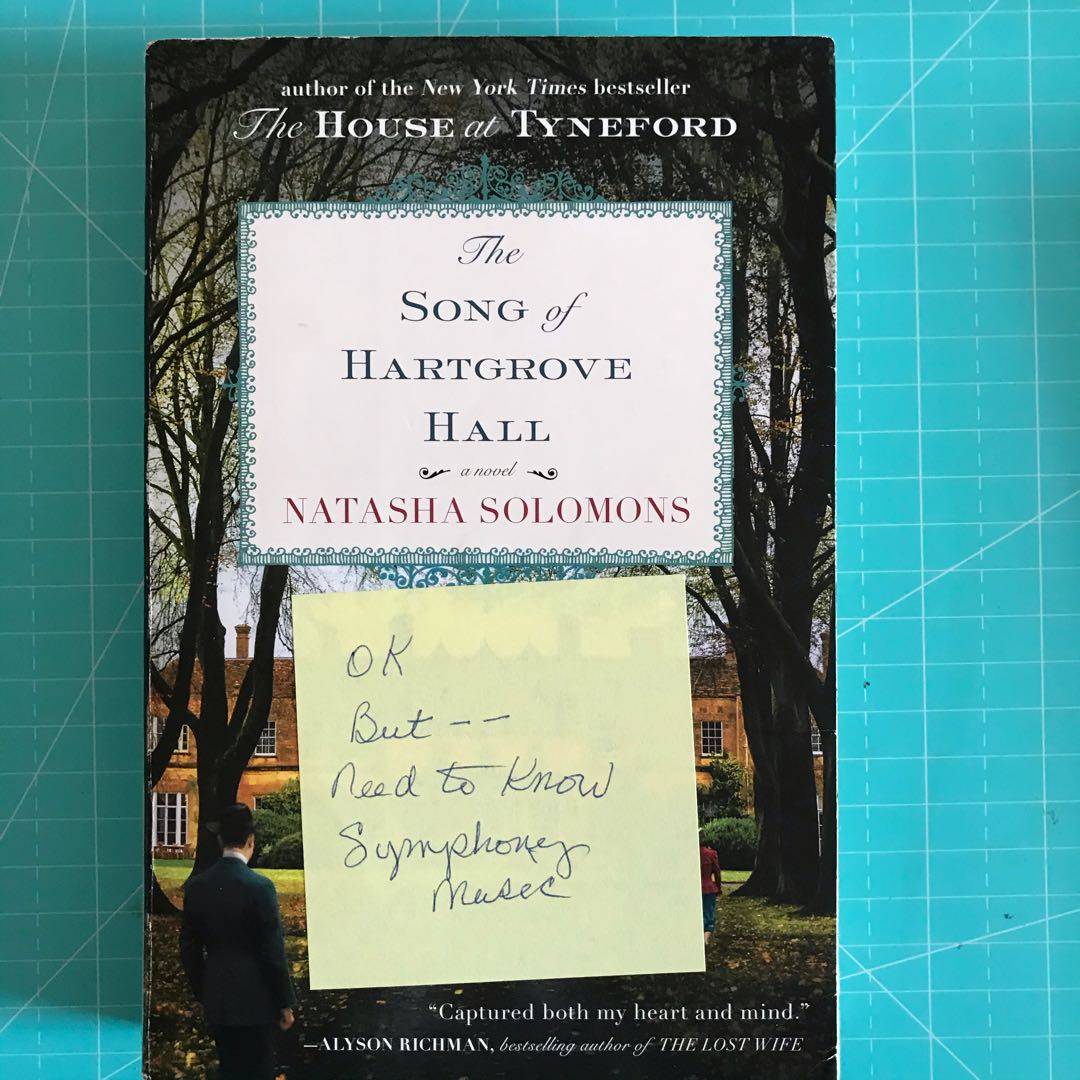 author of the New York Times bestseller
The HOUSE at TYNEFORD
The
SONG of
HARTGROVE
HALL
a novel
NATASHA SOLOMONS
OK
But --
Need to Know
Symphoney
Music
“Captured both my heart and mind.”
—ALYSON RICHMAN, bestselling author of THE LOST WIFE